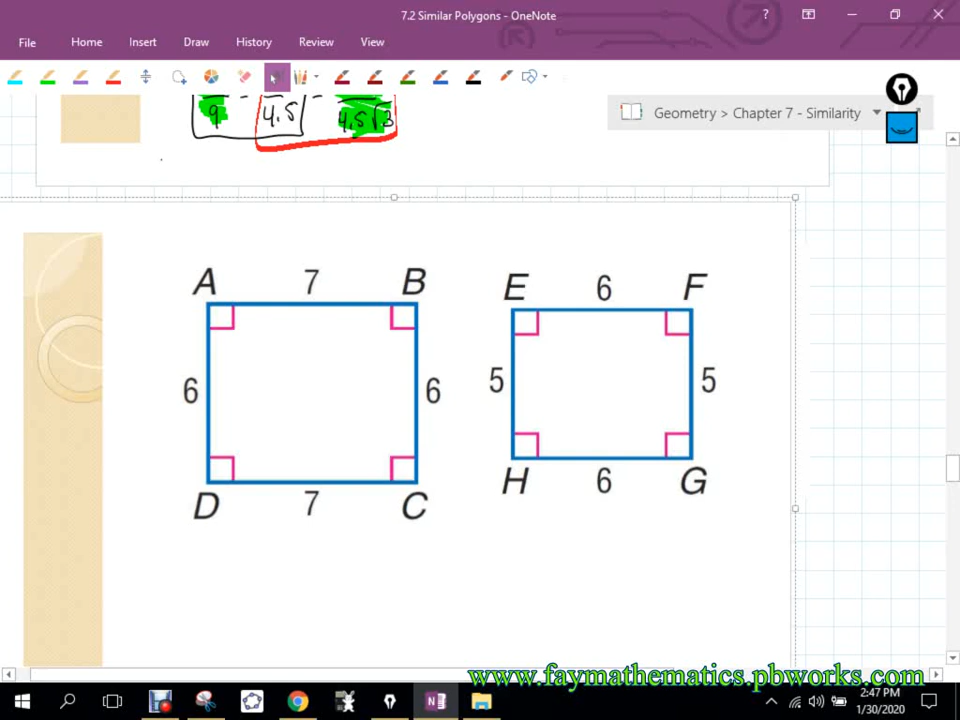 7.2 Similar Polygons - OneNote
?
File Home Insert Draw History Review View
9 4.5 4.5√3
Geometry > Chapter 7 - Similarity
A 7 B
E 6 F
6 6
5 5
D 7 C
H 6 G
www.faymathematics.pbworks.com
2:47 PM
1/30/2020